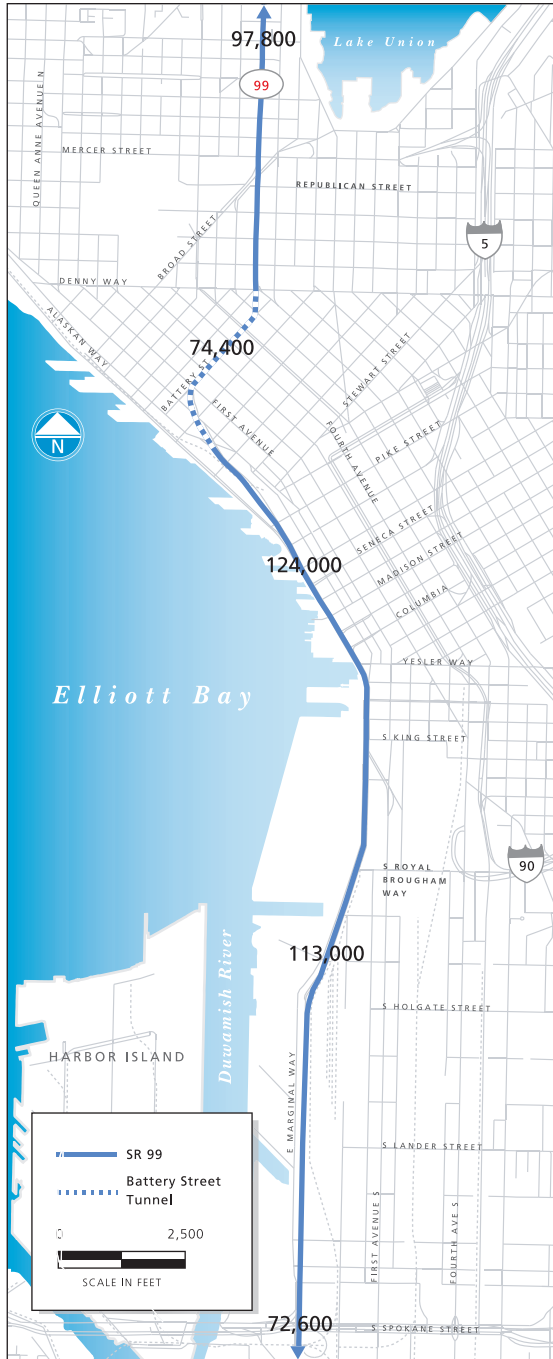 97,800
Lake Union
99
QUEEN ANNE AVENUE N
MERCER STREET
REPUBLICAN STREET
BROAD STREET
5
DENNY WAY
ALASKAN WAY
74,400
BATTERY ST
STEWART STREET
FIRST AVENUE
FOURTH AVENUE
PIKE STREET
N
SENECA STREET
124,000
MADISON STREET
COLUMBIA
YESLER WAY
Elliott Bay
S KING STREET
90
S ROYAL
BROUGHAM
WAY
113,000
Duwamish River
S HOLGATE STREET
HARBOR ISLAND
E MARGINAL WAY
SR 99
Battery Street
Tunnel
0 2,500
SCALE IN FEET
S LANDER STREET
FIRST AVENUE S
FOURTH AVE S
72,600
S SPOKANE STREET